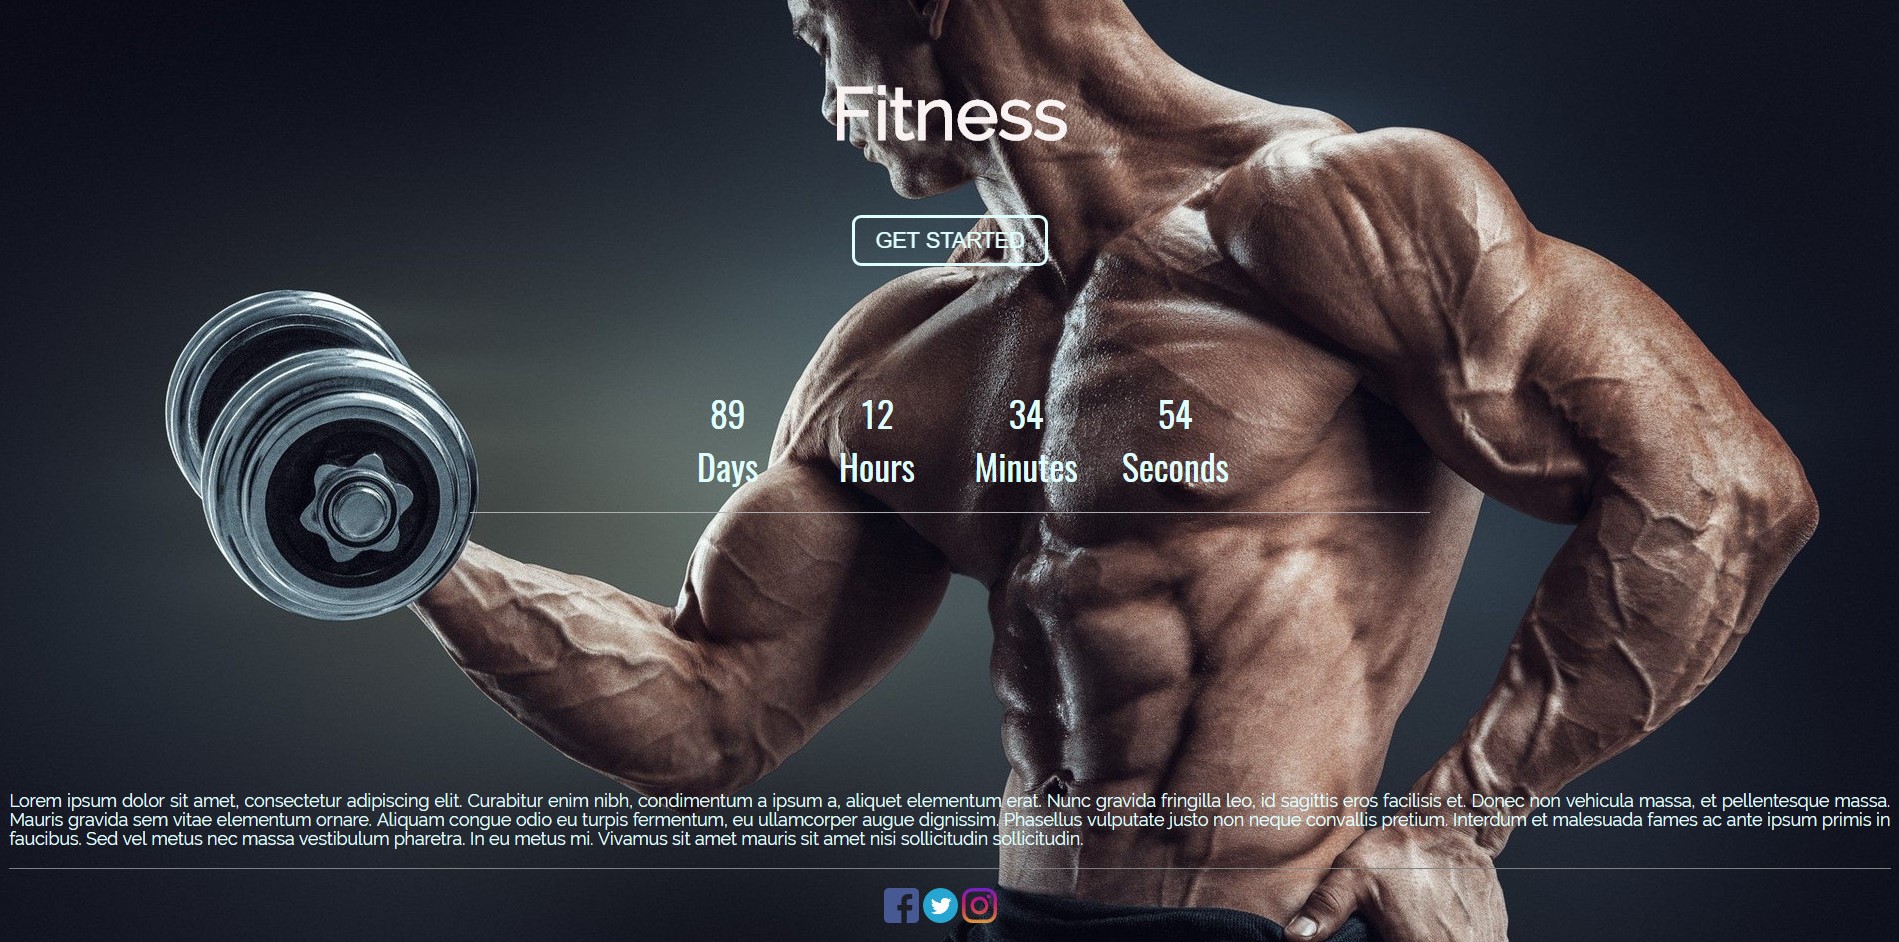 Fitness
GET STARTED
89 12 34 54
Days Hours Minutes Seconds
Lorem ipsum dolor sit amet, consectetur adipiscing elit. Curabitur enim nibh, condimentum a ipsum a, aliquet elementum erat. Nunc gravida fringilla leo, id sagittis eros facilisis et. Donec non vehicula massa, et pellentesque massa.
Mauris gravida sem vitae elementum ornare. Aliquam congue odio eu turpis fermentum, eu ullamcorper augue dignissim. Phasellus vulputate justo non neque convallis pretium. Interdum et malesuada fames ac ante ipsum primis in
faucibus. Sed vel metus nec massa vestibulum pharetra. In eu metus mi. Vivamus sit amet mauris sit amet nisi sollicitudin sollicitudin.